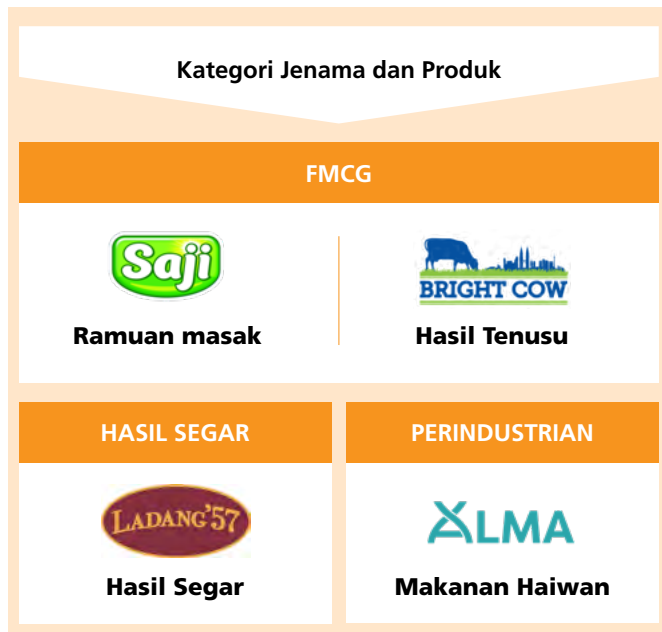 Kategori Jenama dan Produk
FMCG
Saji
BRIGHT COW
Ramuan masak
Hasil Tenusu
HASIL SEGAR
PERINDUSTRIAN
LADANG'57
ALMA
Hasil Segar
Makanan Haiwan